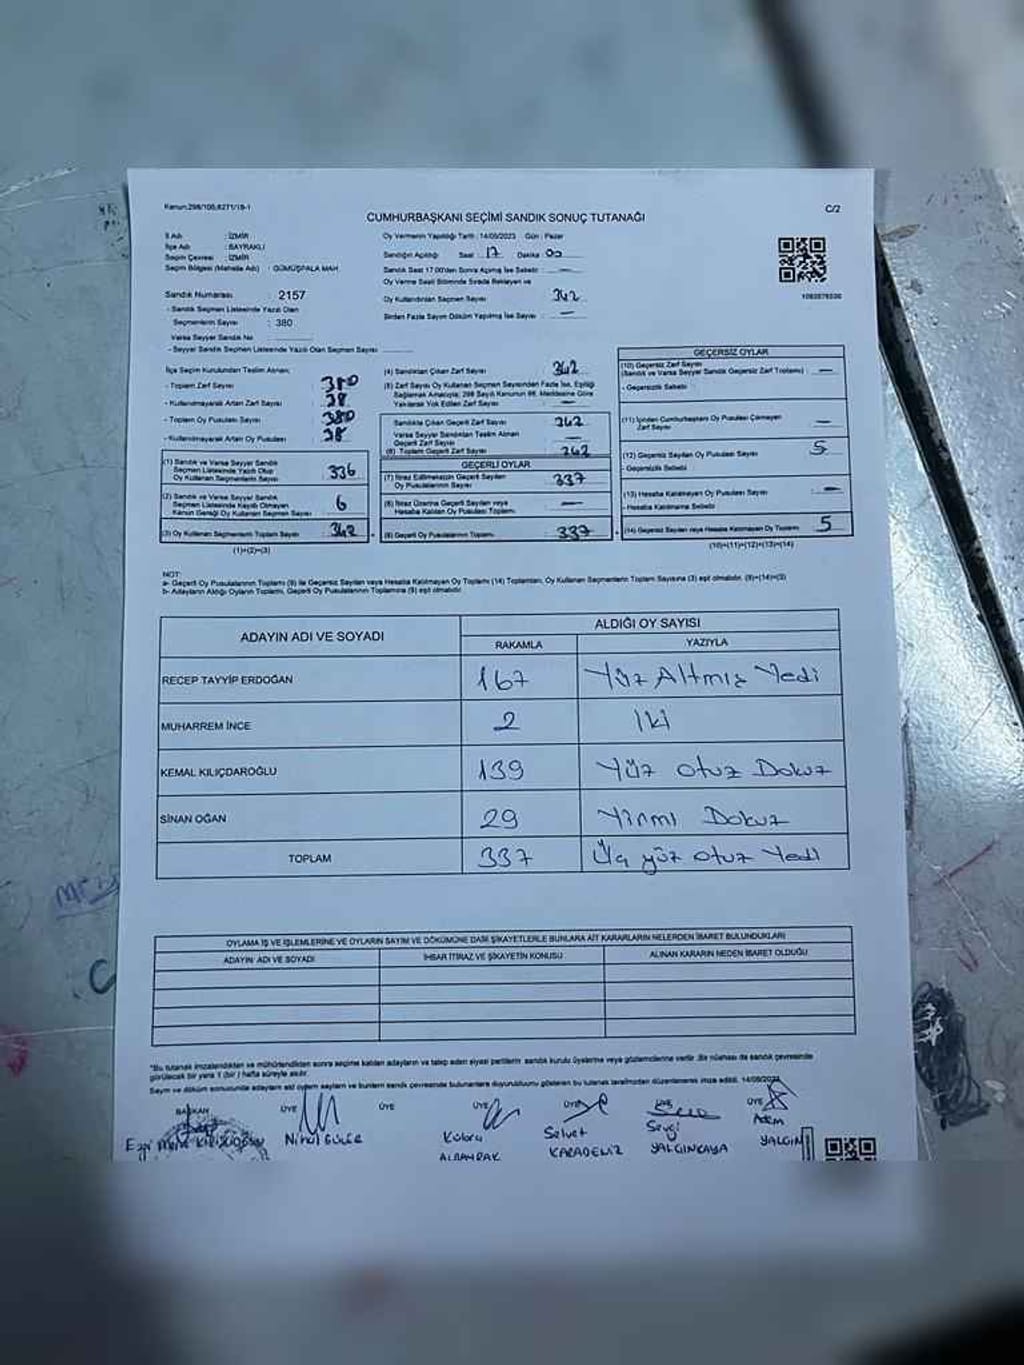 Kanun:298/105,6271/18-1
C/2
CUMHURBAŞKANI SEÇİMİ SANDIK SONUÇ TUTANAĞI
İl Adı : İZMİR
İlçe Adı : BAYRAKLI
Seçim Çevresi : İZMİR
Seçim Bölgesi (Mahalle Adı) : GÜMÜŞPALA MAH.
Sandık Numarası : 2157
- Sandık Seçmen Listesinde Yazılı Olan
Seçmenlerin Sayısı : 380
Varsa Seyyar Sandık No
- Seyyar Sandık Seçmen Listesinde Yazılı Olan Seçmen Sayısı
Oy Vermenin Yapıldığı Tarih : 14/05/2023 Gün : Pazar
Sandığın Açıldığı Saat : 17 Dakika : 00
Sandık Saat 17:00'den Sonra Açılmış İse Sebebi : —
Oy Verme Saati Bitiminde Sırada Bekleyen ve
Oy Kullandırılan Seçmen Sayısı 342
Birden Fazla Sayım Döküm Yapılmış İse Sayısı : —
İlçe Seçim Kurulundan Teslim Alınan;
- Toplam Zarf Sayısı : 380
- Kullanılmayarak Artan Zarf Sayısı : 38
- Toplam Oy Pusulası Sayısı : 380
- Kullanılmayarak Artan Oy Pusulası : 38
(1) Sandık ve Varsa Seyyar Sandık
Seçmen Listesinde Yazılı Olup
Oy Kullanan Seçmenlerin Sayısı : 336
(2) Sandık ve Varsa Seyyar Sandık
Seçmen Listesinde Kayıtlı Olmayan
Kanun Gereği Oy Kullanan Seçmen Sayısı : 6
(3) Oy Kullanan Seçmenlerin Toplam Sayısı : 342
(1)+(2)=(3)
(4) Sandıktan Çıkan Zarf Sayısı : 342
(5) Zarf Sayısı Oy Kullanan Seçmen Sayısından Fazla İse, Eşitliği
Sağlamak Amacıyla; 298 Sayılı Kanunun 98. Maddesine Göre
Yakılarak Yok Edilen Zarf Sayısı : —
Sandıkta Çıkan Geçerli Zarf Sayısı : 342
Varsa Seyyar Sandıktan Teslim Alınan
Geçerli Zarf Sayısı : —
(6) Toplam Geçerli Zarf Sayısı : 342
GEÇERLİ OYLAR
(7) İtiraz Edilmeksizin Geçerli Sayılan
Oy Pusulalarının Sayısı : 337
(8) İtiraz Üzerine Geçerli Sayılan veya
Hesaba Katılan Oy Pusulası Toplamı : —
(9) Geçerli Oy Pusulalarının Toplamı : 337
GEÇERSİZ OYLAR
(10) Geçersiz Zarf Sayısı
(Sandık ve Varsa Seyyar Sandık Geçersiz Zarf Toplamı) : —
- Geçersizlik Sebebi
(11) İçinden Cumhurbaşkanı Oy Pusulası Çıkmayan
Zarf Sayısı : —
(12) Geçersiz Sayılan Oy Pusulası Sayısı : 5
- Geçersizlik Sebebi
(13) Hesaba Katılmayan Oy Pusulası Sayısı : —
- Hesaba Katılmama Sebebi
(14) Geçersiz Sayılan veya Hesaba Katılmayan Oy Toplamı : 5
(10)+(11)+(12)+(13)=(14)
NOT:
a- Geçerli Oy Pusulalarının Toplamı (9) ile Geçersiz Sayılan veya Hesaba Katılmayan Oy Toplamı (14) Toplamları, Oy Kullanan Seçmenlerin Toplam Sayısına (3) eşit olmalıdır. (9)+(14)=(3)
b- Adayların Aldığı Oyların Toplamı, Geçerli Oy Pusulalarının Toplamına (9) eşit olmalıdır.
ADAYIN ADI VE SOYADI ALDIĞI OY SAYISI
RAKAMLA YAZIYLA
RECEP TAYYİP ERDOĞAN 167 Yüz Altmış Yedi
MUHARREM İNCE 2 İki
KEMAL KILIÇDAROĞLU 139 Yüz otuz Dokuz
SİNAN OĞAN 29 Yirmi Dokuz
TOPLAM 337 Üç yüz otuz Yedi
OYLAMA İŞ VE İŞLEMLERİNE VE OYLARIN SAYIM VE DÖKÜMÜNE DAİR ŞİKAYETLERLE BUNLARA AİT KARARLARIN NELERDEN İBARET BULUNDUKLARI
ADAYIN ADI VE SOYADI İHBAR İTİRAZ VE ŞİKAYETİN KONUSU ALINAN KARARIN NEDEN İBARET OLDUĞU
"Bu tutanak imzalandıktan ve mühürlendikten sonra seçime katılan adayların ve talep eden siyasi partilerin sandık kurulu üyelerine veya gözlemcilerine verilir. Bir nüshası da sandık çevresinde
görülecek bir yere 1 (bir) hafta süreyle asılır.
Sayım ve döküm sonucunda adayların elde ettikleri oyların sayıları ve bunların sandık çevresinde bulunanlara duyurulduğunu gösteren bu tutanak tarafımızdan düzenlenerek imza edildi. 14/05/2023
BAŞKAN ÜYE ÜYE ÜYE ÜYE ÜYE ÜYE
Nihal GÜLER
Kübra ALBAYRAK
Selvet KARADENİZ
Sevgi YALÇINKAYA
Adem YALÇIN